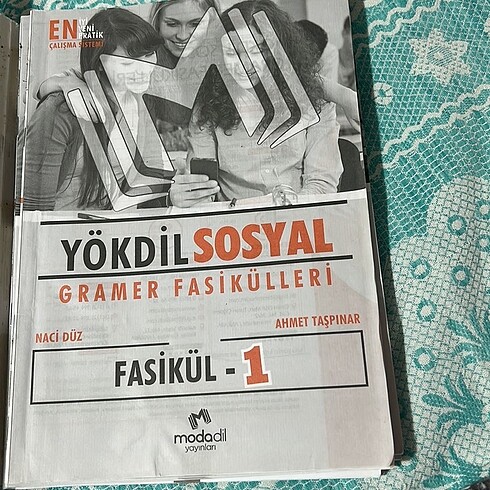 EN
YENİ
PRATİK
ÇALIŞMA SİSTEMİ
YÖKDİL SOSYAL
GRAMER FASİKÜLLERİ
NACİ DÜZ
AHMET TAŞPINAR
FASİKÜL - 1
modadil
yayınları